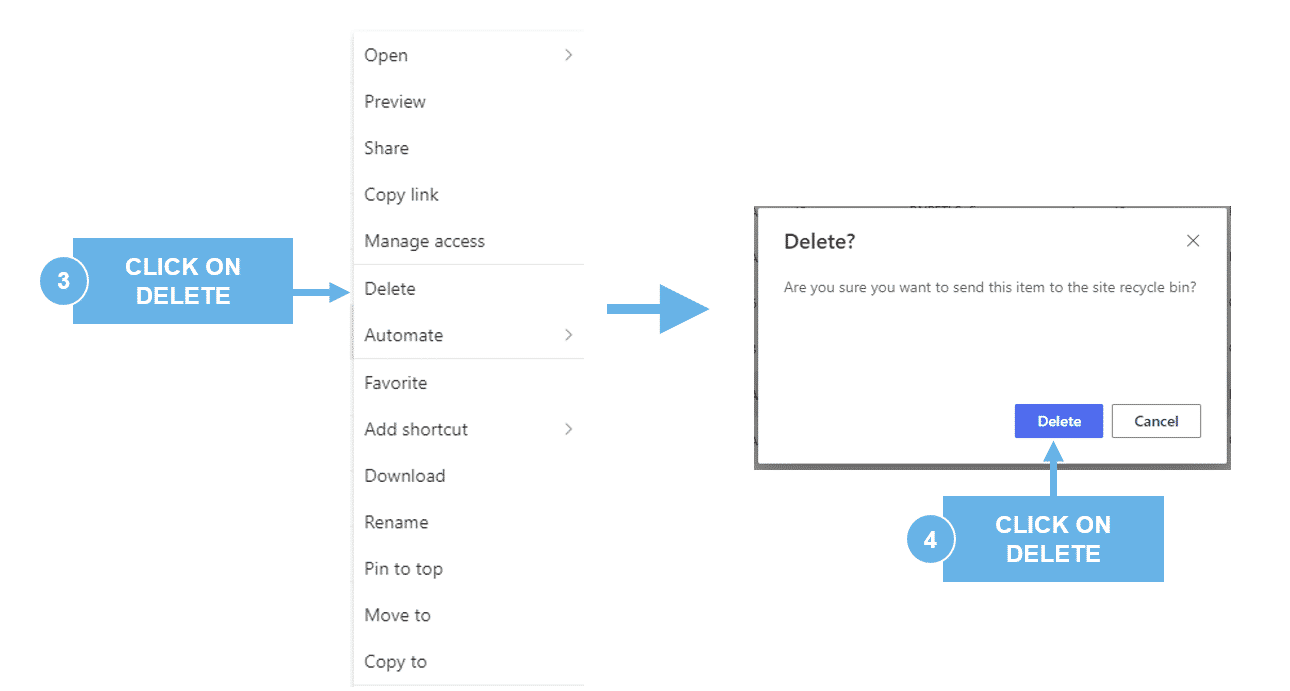 Open
Preview
Share
Copy link
Manage access
3
CLICK ON
DELETE
Delete
Automate
Favorite
Add shortcut
Download
Rename
Pin to top
Move to
Copy to
Delete?
Are you sure you want to send this item to the site recycle bin?
Delete
Cancel
4
CLICK ON
DELETE